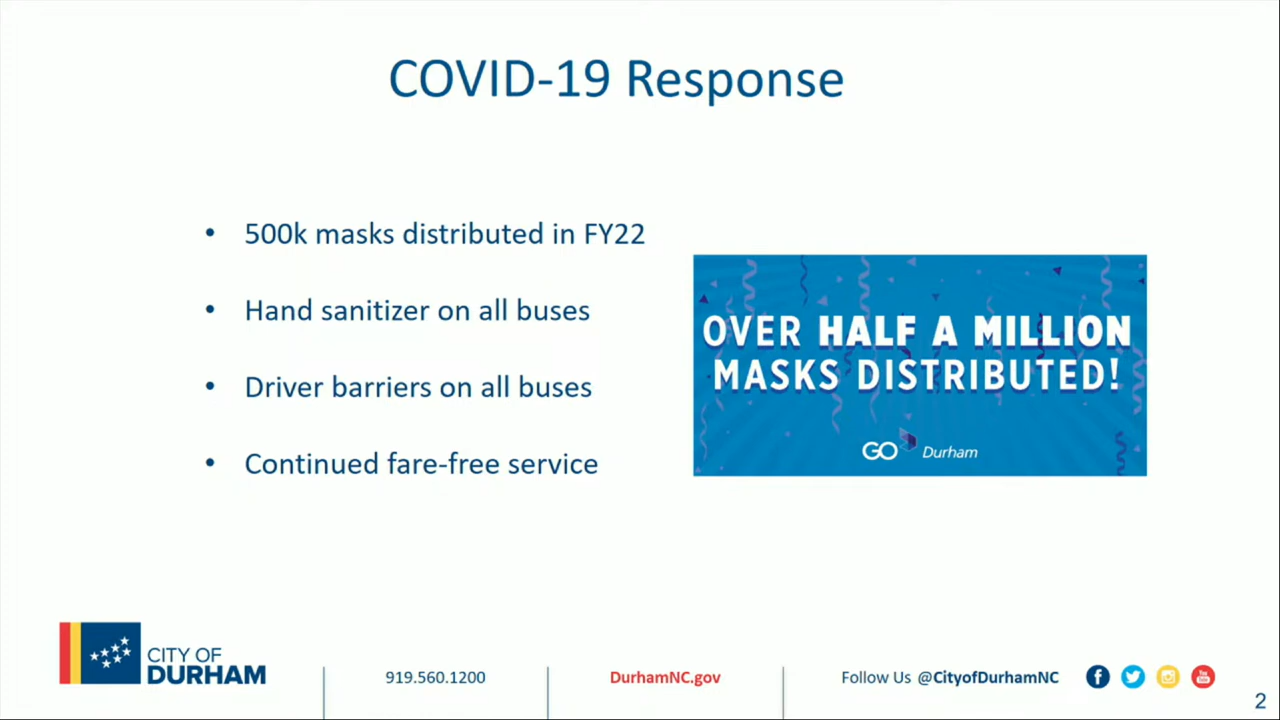 COVID-19 Response
• 500k masks distributed in FY22
• Hand sanitizer on all buses
• Driver barriers on all buses
• Continued fare-free service
OVER HALF A MILLION
MASKS DISTRIBUTED!
GO Durham
CITY OF
DURHAM
919.560.1200
DurhamNC.gov
Follow Us @CityofDurhamNC
2